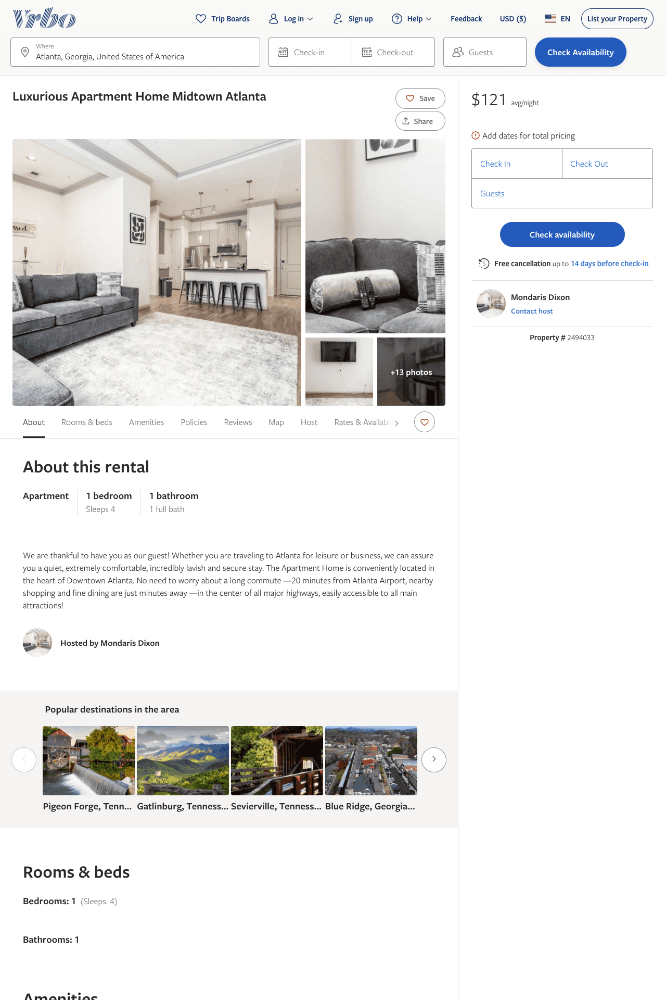 Vrbo
Trip Boards
Log in
Sign up
Help
Feedback
USD ($)
EN
List your Property
Where
Atlanta, Georgia, United States of America
Check-in
Check-out
Guests
Check Availability
Luxurious Apartment Home Midtown Atlanta
Save
Share
+13 photos
$121 avg/night
Add dates for total pricing
Check In
Check Out
Guests
Check availability
Free cancellation up to 14 days before check-in
Mondaris Dixon
Contact host
Property # 2494033
About
Rooms & beds
Amenities
Policies
Reviews
Map
Host
Rates & Availabili
About this rental
Apartment
1 bedroom
Sleeps 4
1 bathroom
1 full bath
We are thankful to have you as our guest! Whether you are traveling to Atlanta for leisure or business, we can assure
you a quiet, extremely comfortable, incredibly lavish and secure stay. The Apartment Home is conveniently located in
the heart of Downtown Atlanta. No need to worry about a long commute —20 minutes from Atlanta Airport, nearby
shopping and fine dining are just minutes away —in the center of all major highways, easily accessible to all main
attractions!
Hosted by Mondaris Dixon
Popular destinations in the area
Pigeon Forge, Tenn...
Gatlinburg, Tenness...
Sevierville, Tenness...
Blue Ridge, Georgia...
Rooms & beds
Bedrooms: 1 (Sleeps: 4)
Bathrooms: 1
Amenities